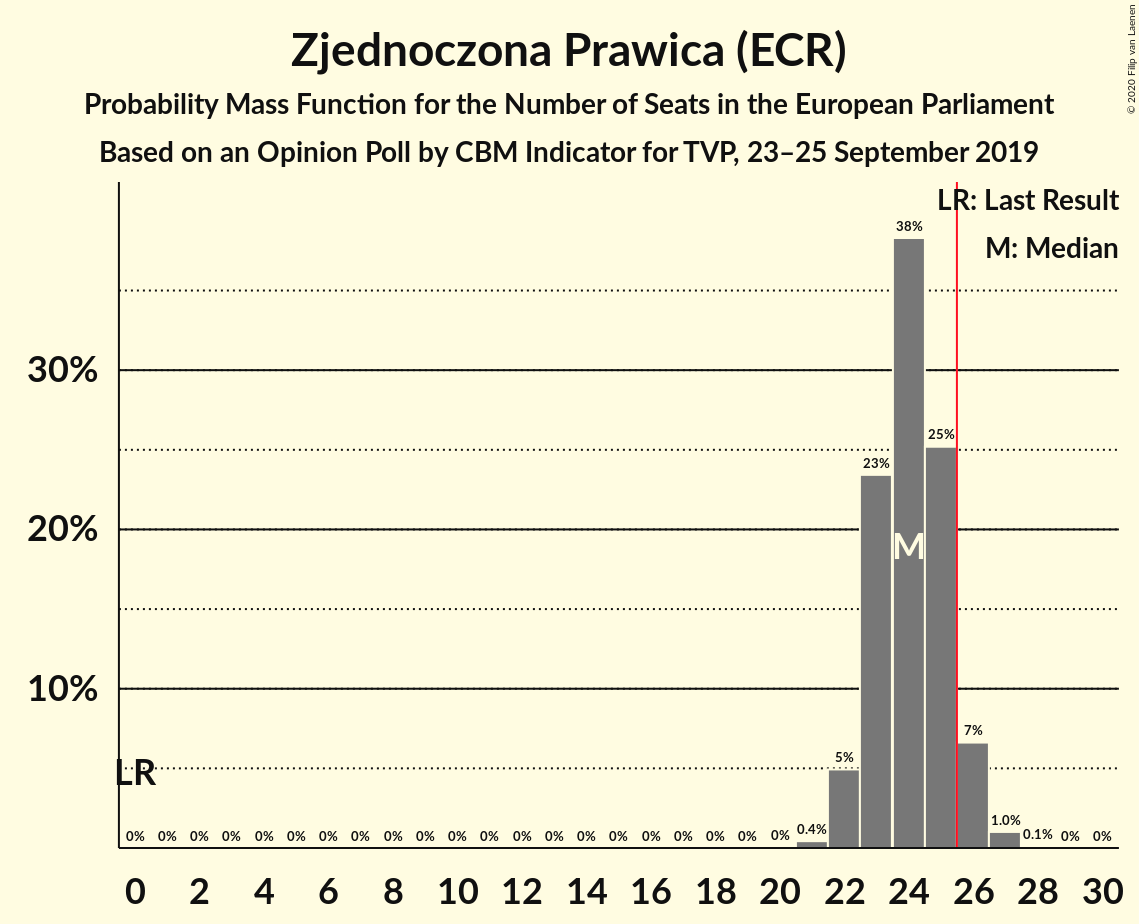 Zjednoczona Prawica (ECR)
Probability Mass Function for the Number of Seats in the European Parliament
Based on an Opinion Poll by CBM Indicator for TVP, 23–25 September 2019
© 2020 Filip van Laenen
LR: Last Result
M: Median
38%
30%
25%
23%
20%
M
10%
7%
5%
LR
0% 0% 0% 0% 0% 0% 0% 0% 0% 0% 0% 0% 0% 0% 0% 0% 0% 0% 0% 0% 0% 0.4% 1.0% 0.1% 0% 0%
0 2 4 6 8 10 12 14 16 18 20 22 24 26 28 30